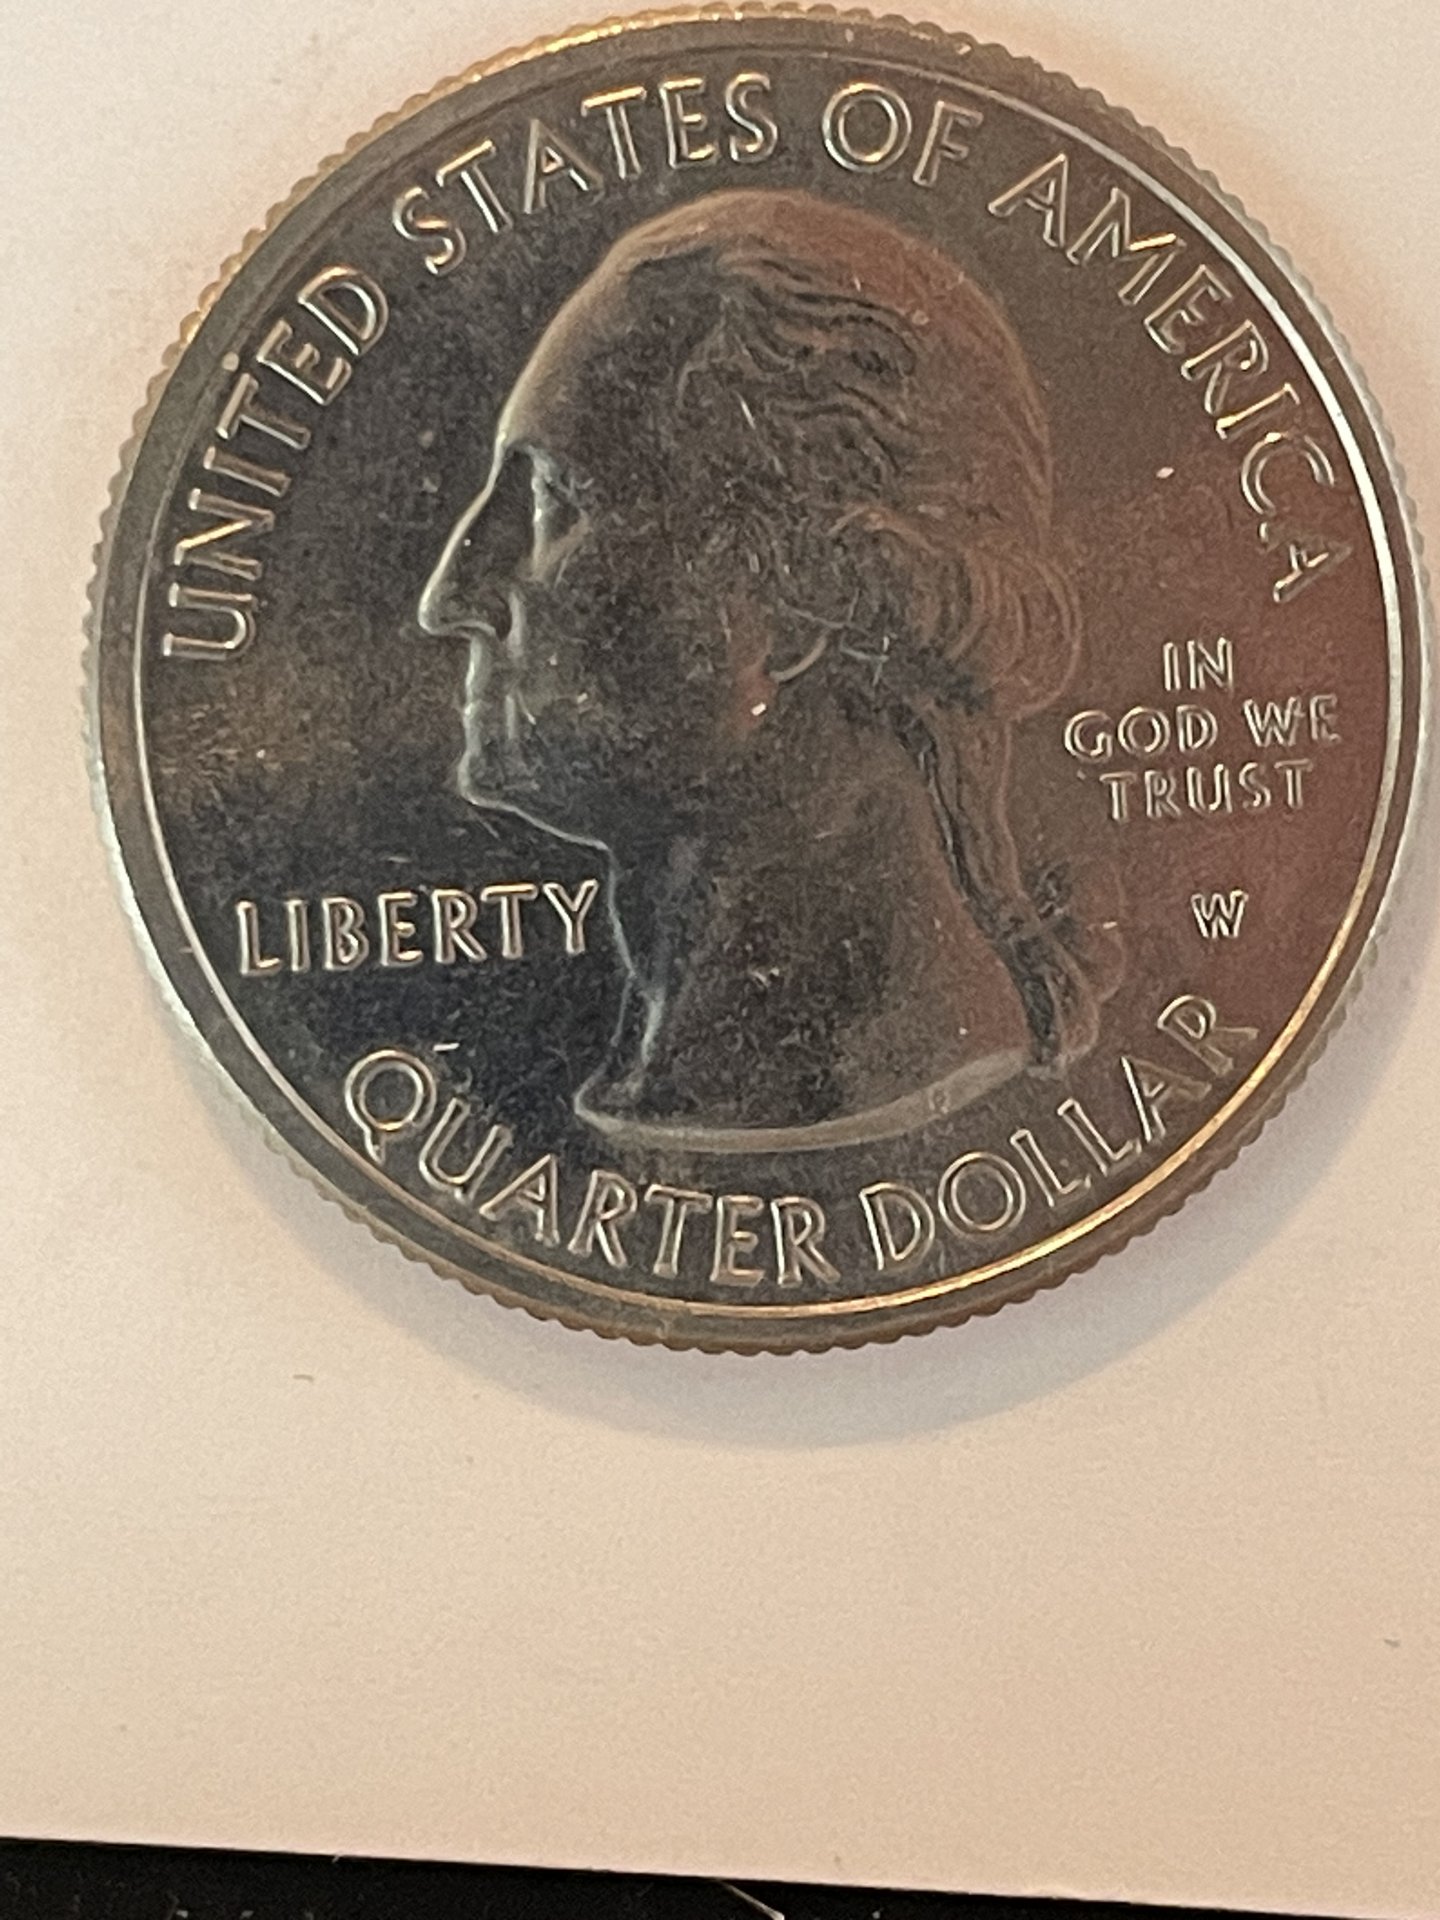 UNITED STATES OF AMERICA
IN
GOD WE
TRUST
LIBERTY
W
QUARTER DOLLAR